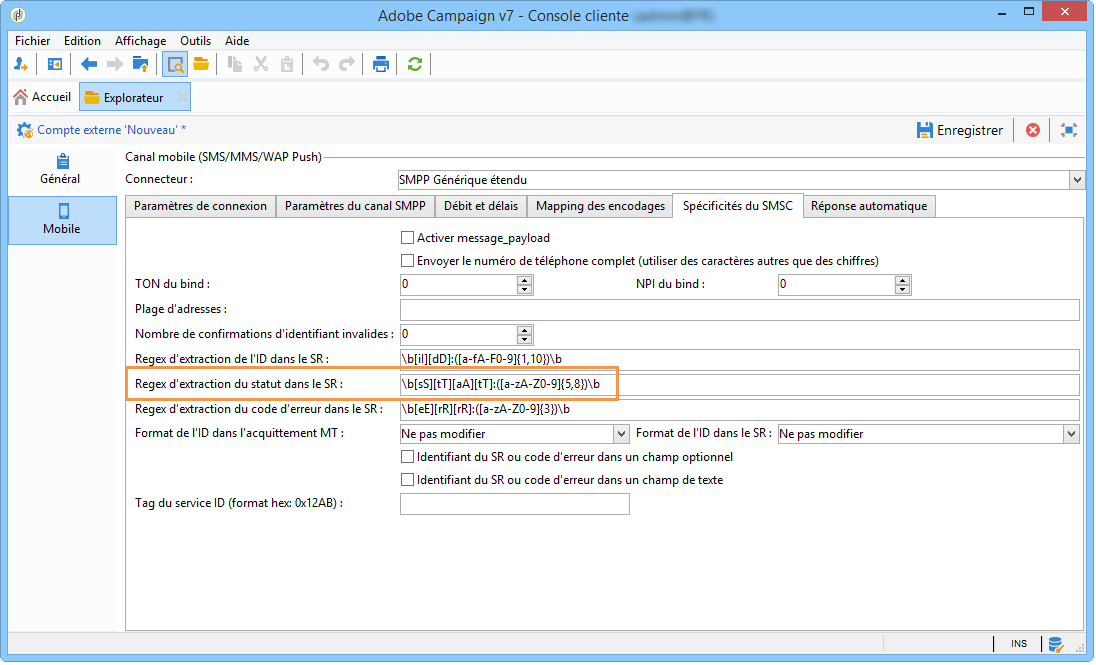 Adobe Campaign v7 - Console cliente
Fichier Edition Affichage Outils Aide
Accueil Explorateur
Compte externe 'Nouveau' * Enregistrer
Général
Mobile
Canal mobile (SMS/MMS/WAP Push)
Connecteur : SMPP Générique étendu
Paramètres de connexion Paramètres du canal SMPP Débit et délais Mapping des encodages Spécificités du SMSC Réponse automatique
Activer message_payload
Envoyer le numéro de téléphone complet (utiliser des caractères autres que des chiffres)
TON du bind : 0 NPI du bind : 0
Plage d'adresses :
Nombre de confirmations d'identifiant invalides : 0
Regex d'extraction de l'ID dans le SR : \b[iI][dD]:([a-fA-F0-9]{1,10})\b
Regex d'extraction du statut dans le SR : \b[sS][tT][aA][tT]:([a-zA-Z0-9]{5,8})\b
Regex d'extraction du code d'erreur dans le SR : \b[eE][rR][rR]:([a-zA-Z0-9]{3})\b
Format de l'ID dans l'acquittement MT : Ne pas modifier Format de l'ID dans le SR : Ne pas modifier
Identifiant du SR ou code d'erreur dans un champ optionnel
Identifiant du SR ou code d'erreur dans un champ de texte
Tag du service ID (format hex: 0x12AB) :
INS